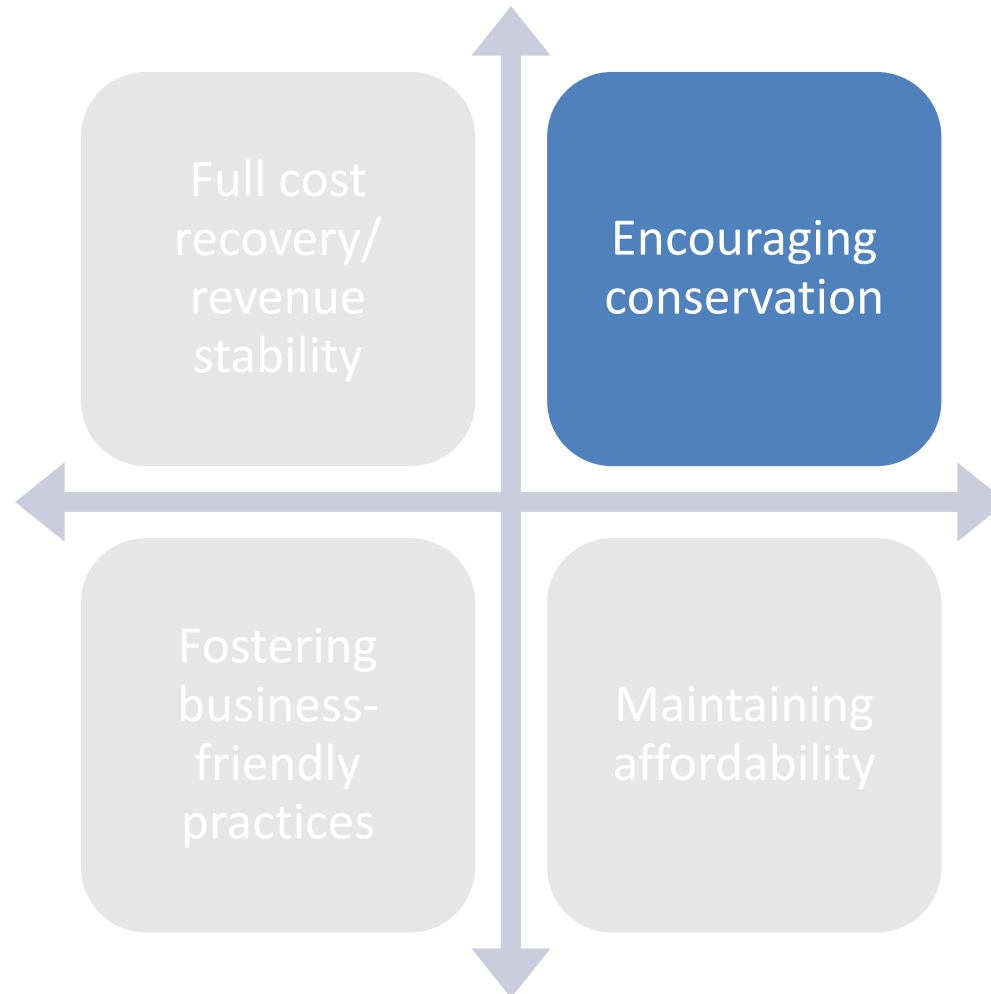 Full cost
recovery/
revenue
stability
Encouraging
conservation
Fostering
business-
friendly
practices
Maintaining
affordability